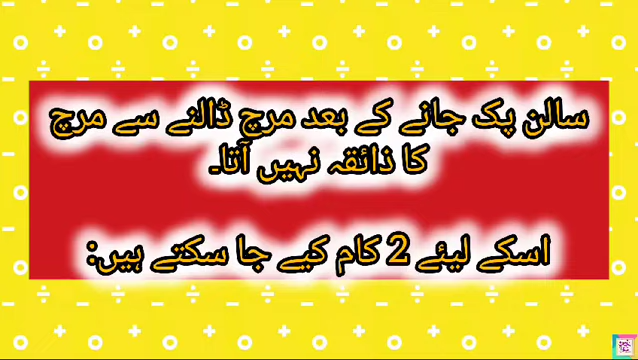 سالن پک جانے کے بعد مرچ ڈالنے سے مرچ
کا ذائقہ نہیں آتا۔
اسکے لیئے 2 کام کیے جا سکتے ہیں: